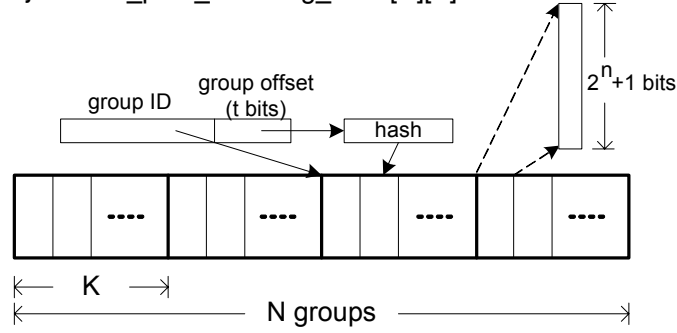 group ID
group offset
(t bits)
hash
2^n+1 bits
K
N groups